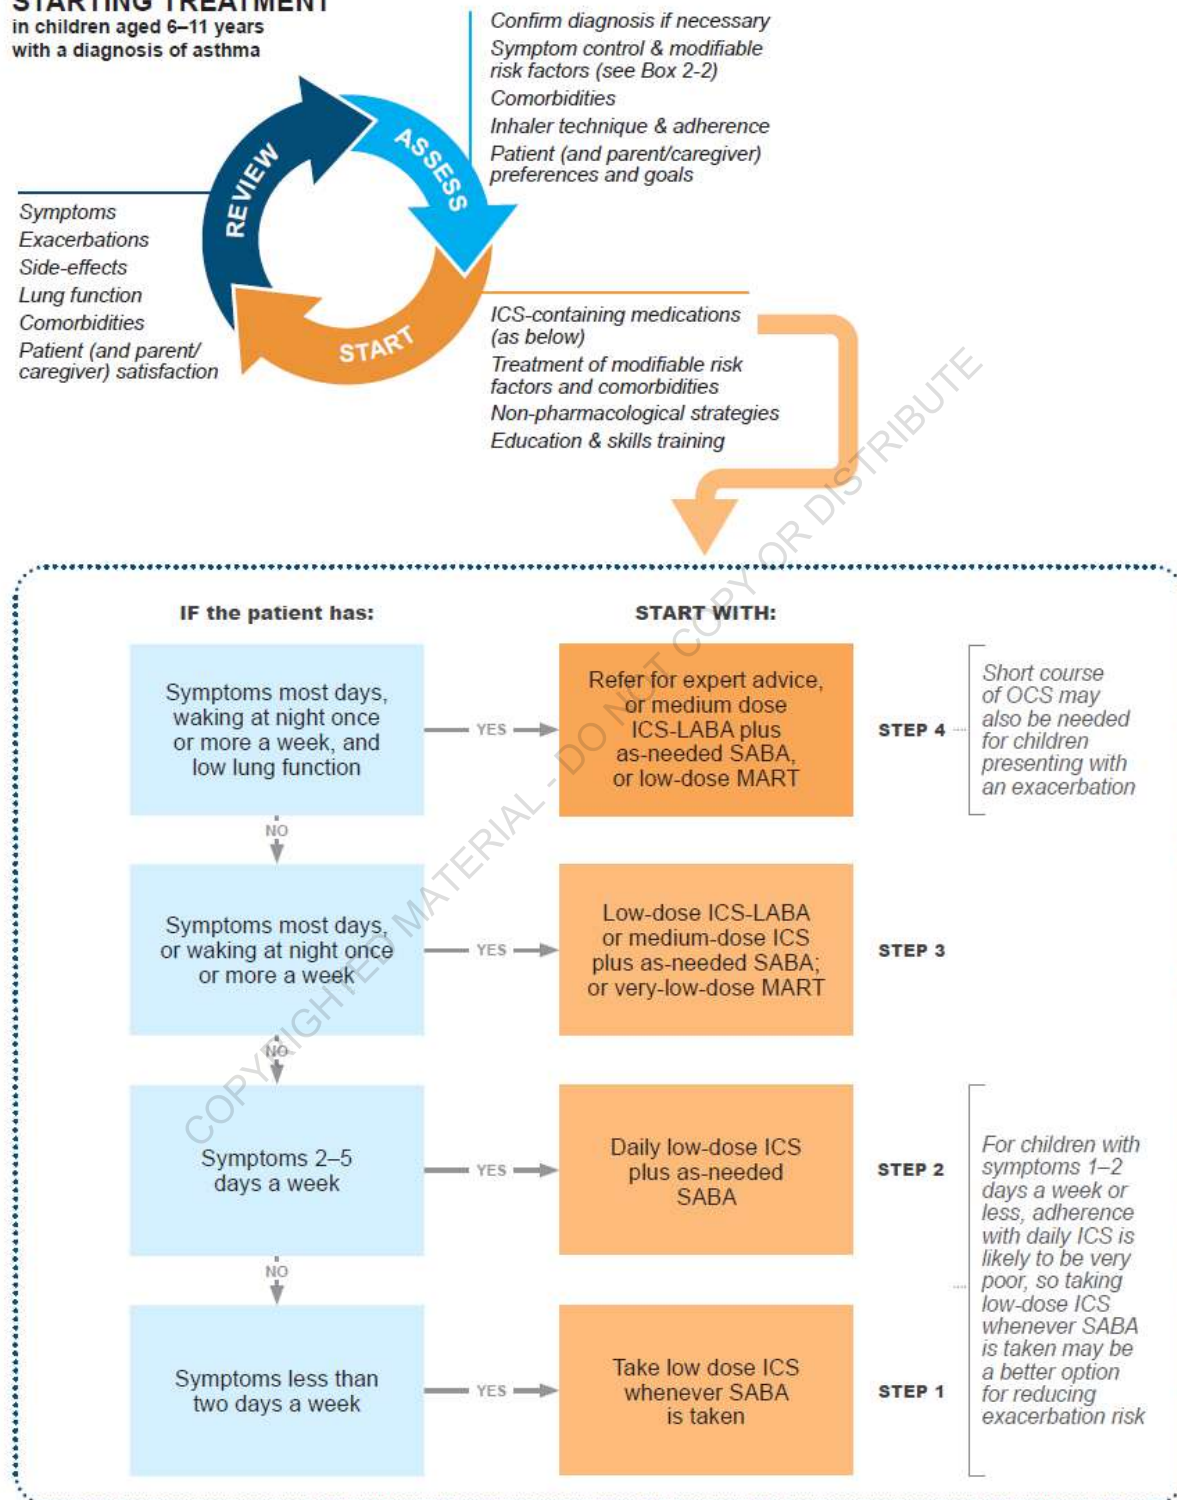 STARTING TREATMENT
in children aged 6–11 years
with a diagnosis of asthma
Confirm diagnosis if necessary
Symptom control & modifiable
risk factors (see Box 2-2)
Comorbidities
Inhaler technique & adherence
Patient (and parent/caregiver)
preferences and goals
REVIEW
ASSESS
START
Symptoms
Exacerbations
Side-effects
Lung function
Comorbidities
Patient (and parent/
caregiver) satisfaction
ICS-containing medications
(as below)
Treatment of modifiable risk
factors and comorbidities
Non-pharmacological strategies
Education & skills training
IF the patient has:
START WITH:
Symptoms most days,
waking at night once
or more a week, and
low lung function
YES
Refer for expert advice,
or medium dose
ICS-LABA plus
as-needed SABA,
or low-dose MART
STEP 4
Short course
of OCS may
also be needed
for children
presenting with
an exacerbation
NO
Symptoms most days,
or waking at night once
or more a week
YES
Low-dose ICS-LABA
or medium-dose ICS
plus as-needed SABA;
or very-low-dose MART
STEP 3
NO
Symptoms 2–5
days a week
YES
Daily low-dose ICS
plus as-needed
SABA
STEP 2
For children with
symptoms 1–2
days a week or
less, adherence
with daily ICS is
likely to be very
poor, so taking
low-dose ICS
whenever SABA
is taken may be
a better option
for reducing
exacerbation risk
NO
Symptoms less than
two days a week
YES
Take low dose ICS
whenever SABA
is taken
STEP 1
COPYRIGHTED MATERIAL - DO NOT COPY OR DISTRIBUTE